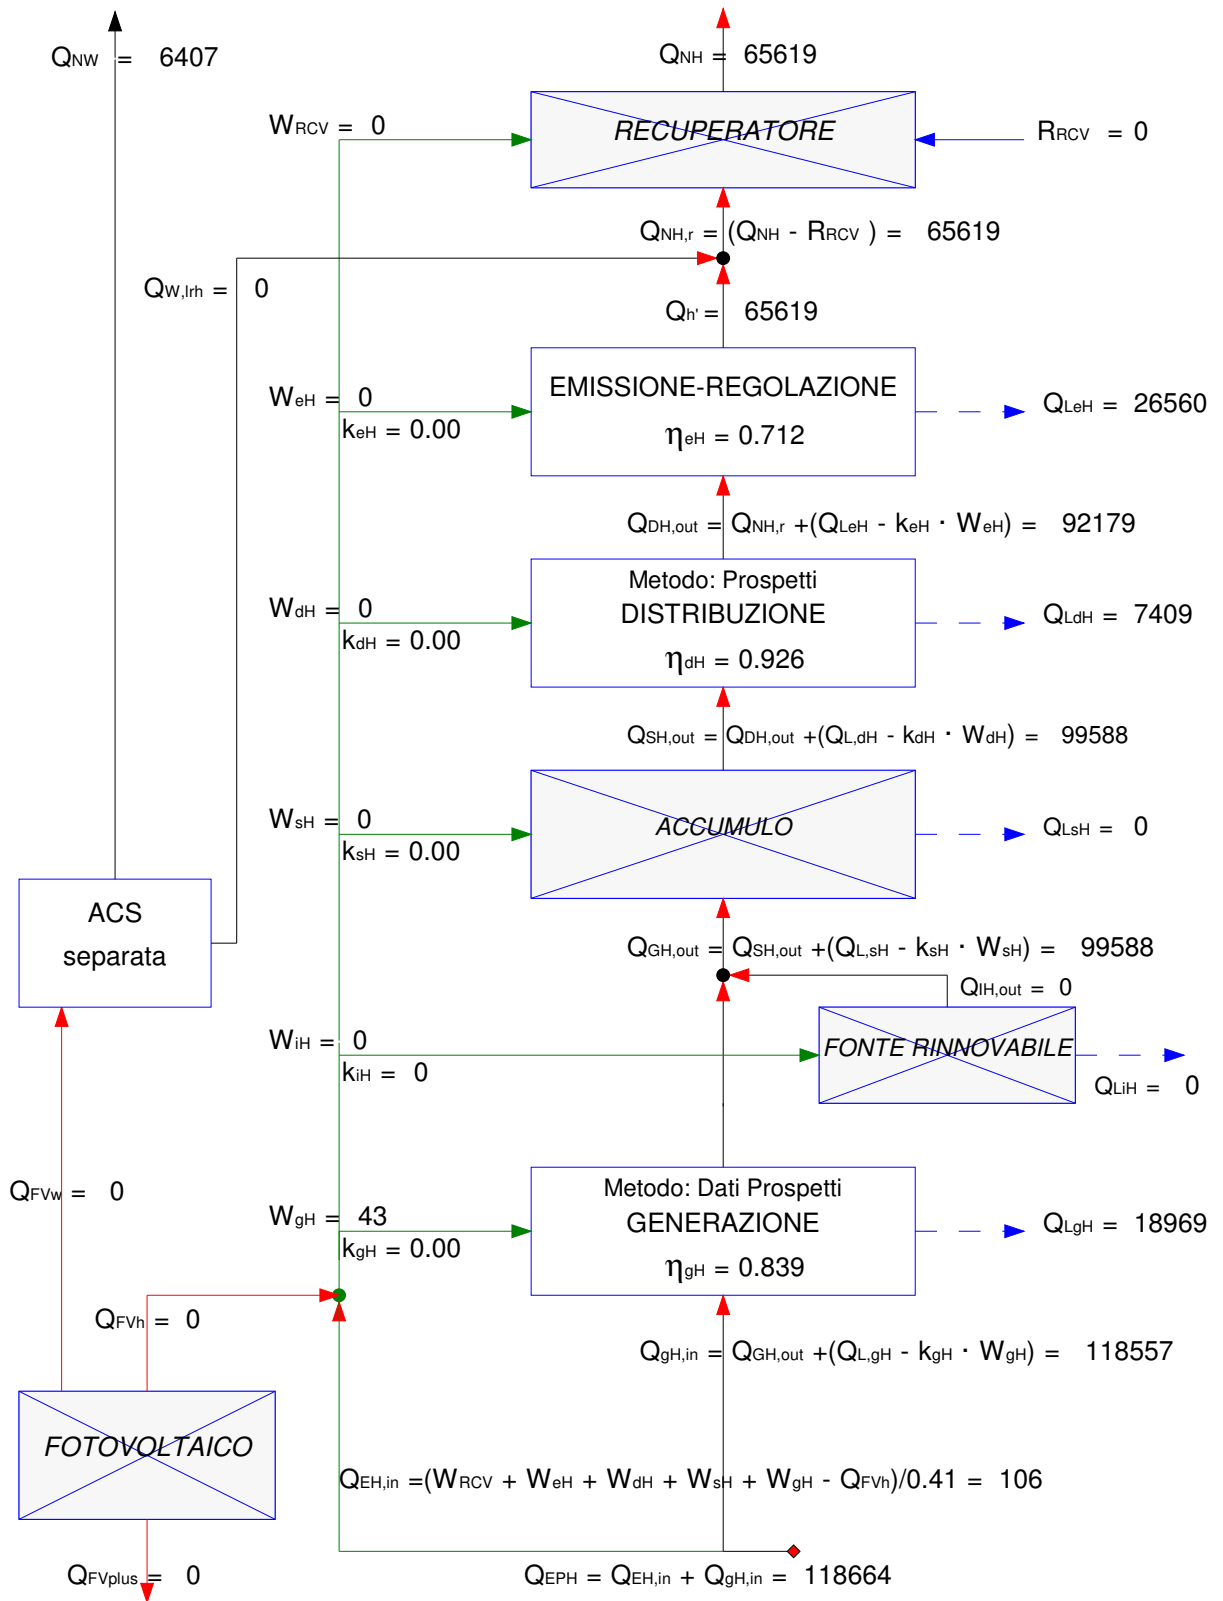 QNW = 6407
QNH = 65619
WRCV = 0
RECUPERATORE
RRCV = 0
QNH,r = (QNH - RRCV ) = 65619
QW,lrh = 0
Qh' = 65619
EMISSIONE-REGOLAZIONE
ηeH = 0.712
WeH = 0
keH = 0.00
QLeH = 26560
QDH,out = QNH,r +(QLeH - keH · WeH) = 92179
Metodo: Prospetti
DISTRIBUZIONE
ηdH = 0.926
WdH = 0
kdH = 0.00
QLdH = 7409
QSH,out = QDH,out +(QL,dH - kdH · WdH) = 99588
WsH = 0
ksH = 0.00
ACCUMULO
QLsH = 0
ACS
separata
QGH,out = QSH,out +(QL,sH - ksH · WsH) = 99588
QIH,out = 0
WiH = 0
kiH = 0
FONTE RINNOVABILE
QLiH = 0
QFVw = 0
Metodo: Dati Prospetti
GENERAZIONE
ηgH = 0.839
WgH = 43
kgH = 0.00
QLgH = 18969
QFVh = 0
QgH,in = QGH,out +(QL,gH - kgH · WgH) = 118557
FOTOVOLTAICO
QEH,in =(WRCV + WeH + WdH + WsH + WgH - QFVh)/0.41 = 106
QFVplus = 0
QEPH = QEH,in + QgH,in = 118664